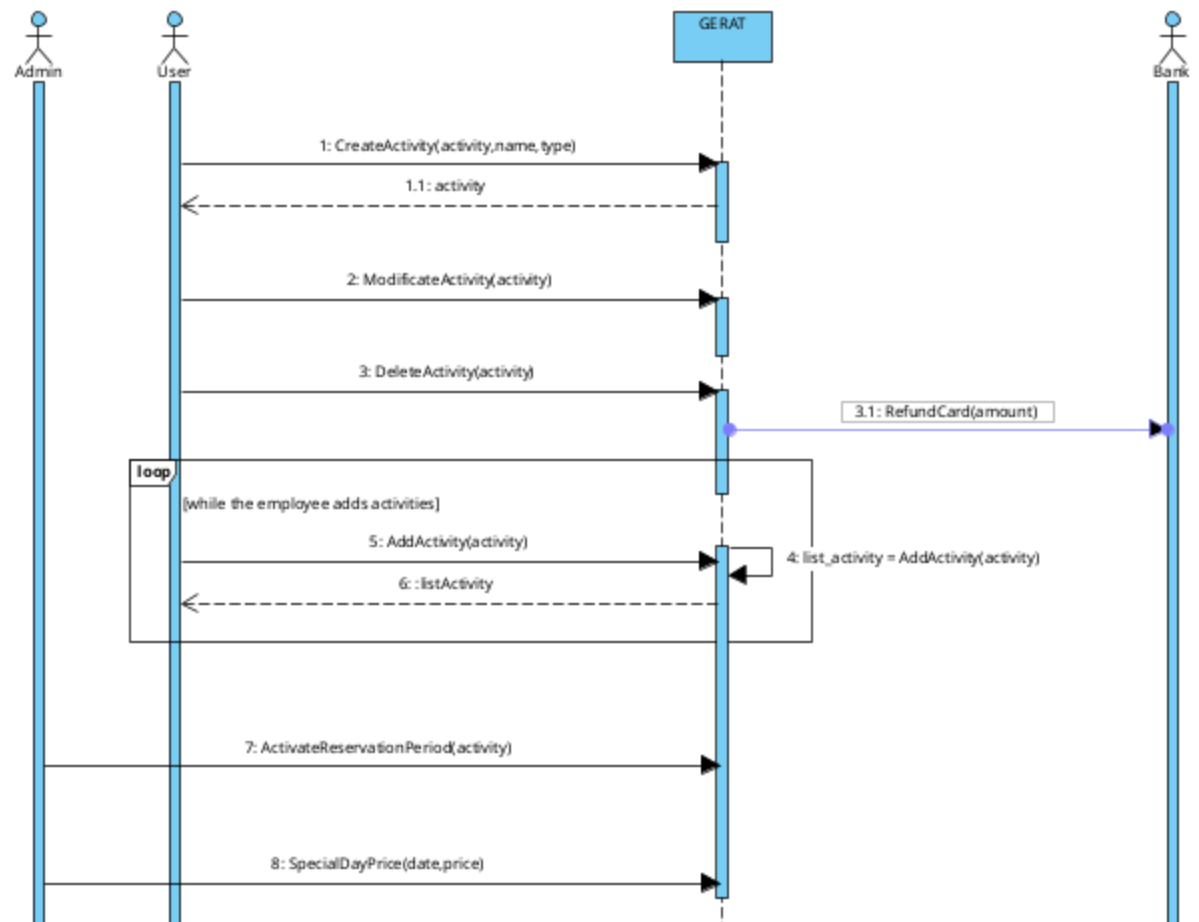 Admin
User
GERAT
Bank
1: CreateActivity(activity,name,type)
1.1: activity
2: ModificateActivity(activity)
3: DeleteActivity(activity)
3.1: RefundCard(amount)
loop
[while the employee adds activities]
5: AddActivity(activity)
4: list_activity = AddActivity(activity)
6: :listActivity
7: ActivateReservationPeriod(activity)
8: SpecialDayPrice(date,price)